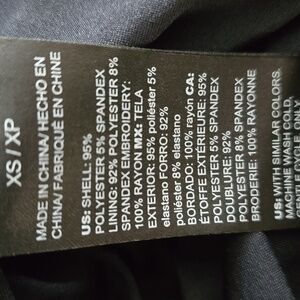 XS / XP
MADE IN CHINA / HECHO EN
CHINA / FABRIQUÉ EN CHINE
US: SHELL: 95%
POLYESTER 5% SPANDEX
LINING: 92% POLYESTER 8%
SPANDEX EMBROIDERY:
100% RAYON MX: TELA
EXTERIOR: 95% poliéster 5%
elastano FORRO: 92%
poliéster 8% elastano
BORDADO: 100% rayón CA:
ÉTOFFE EXTÉRIEURE: 95%
POLYESTER 5% SPANDEX
DOUBLURE: 92%
POLYESTER 8% SPANDEX
BRODERIE: 100% RAYONNE
US: WITH SIMILAR COLORS.
MACHINE WASH COLD